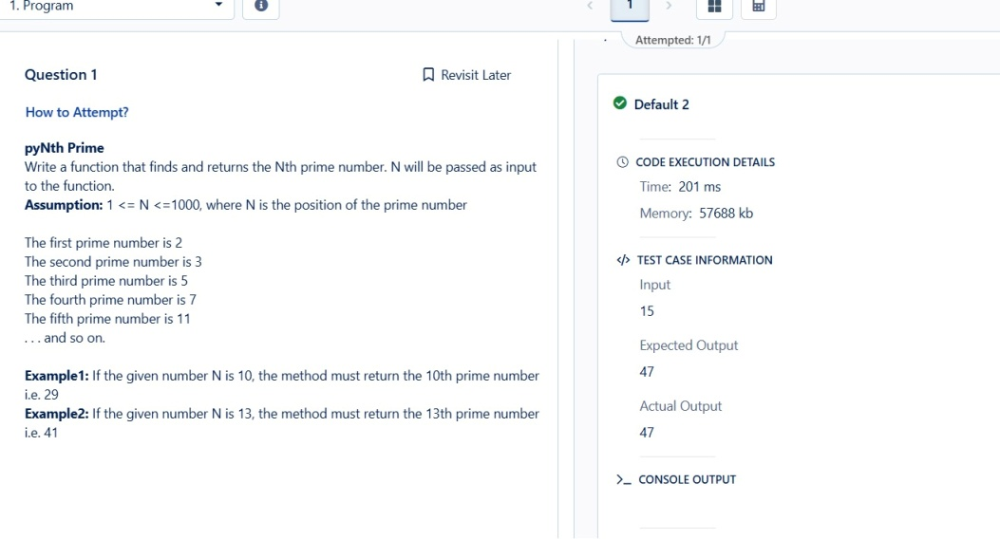 1. Program
1
Attempted: 1/1
Question 1
Revisit Later
How to Attempt?
pyNth Prime
Write a function that finds and returns the Nth prime number. N will be passed as input
to the function.
Assumption: 1 <= N <=1000, where N is the position of the prime number
The first prime number is 2
The second prime number is 3
The third prime number is 5
The fourth prime number is 7
The fifth prime number is 11
. . . and so on.
Example1: If the given number N is 10, the method must return the 10th prime number
i.e. 29
Example2: If the given number N is 13, the method must return the 13th prime number
i.e. 41
Default 2
CODE EXECUTION DETAILS
Time: 201 ms
Memory: 57688 kb
</> TEST CASE INFORMATION
Input
15
Expected Output
47
Actual Output
47
>_ CONSOLE OUTPUT